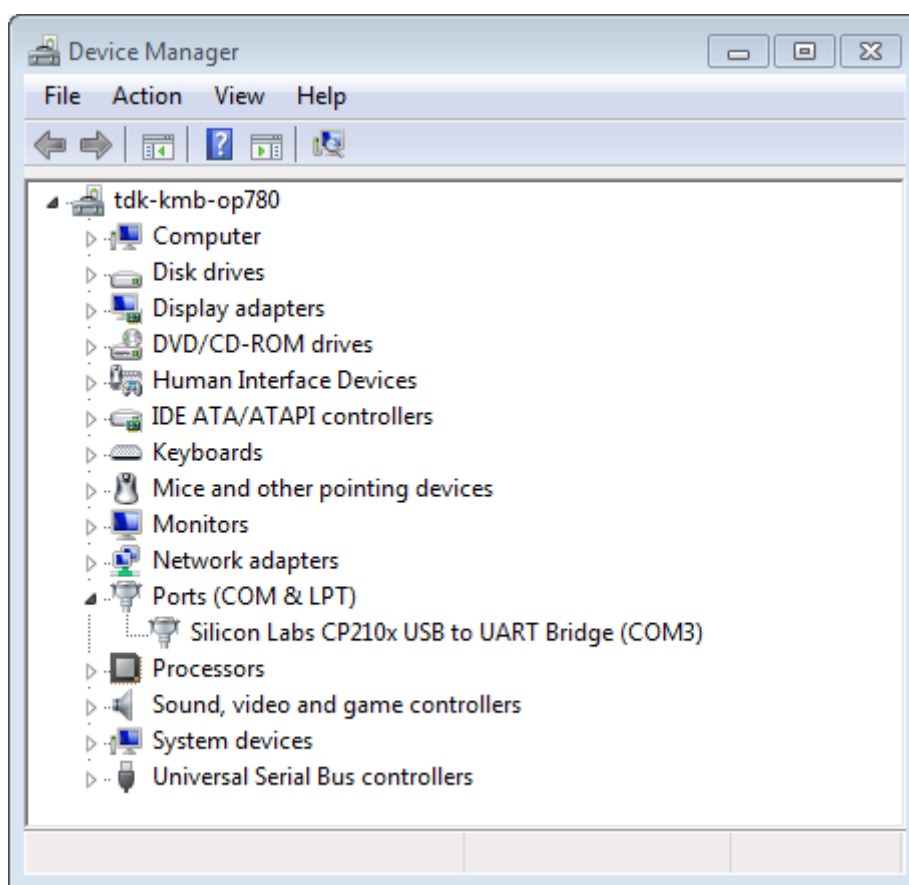 Device Manager
File Action View Help
tdk-kmb-op780
Computer
Disk drives
Display adapters
DVD/CD-ROM drives
Human Interface Devices
IDE ATA/ATAPI controllers
Keyboards
Mice and other pointing devices
Monitors
Network adapters
Ports (COM & LPT)
Silicon Labs CP210x USB to UART Bridge (COM3)
Processors
Sound, video and game controllers
System devices
Universal Serial Bus controllers